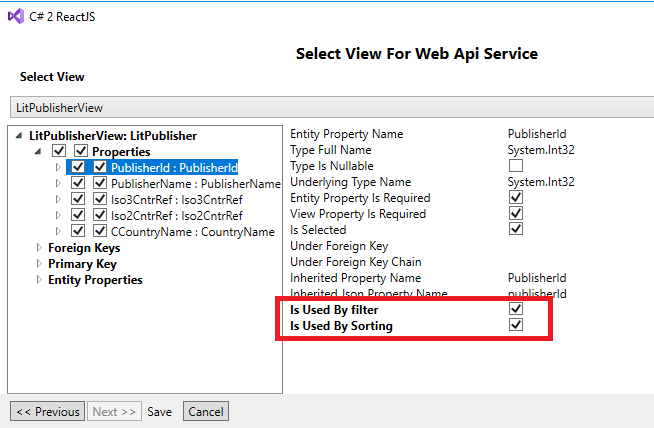 C# 2 ReactJS
Select View For Web Api Service
Select View
LitPublisherView
LitPublisherView: LitPublisher
Properties
PublisherId : PublisherId
PublisherName : PublisherName
Iso3CntrRef : Iso3CntrRef
Iso2CntrRef : Iso2CntrRef
CCountryName : CountryName
Foreign Keys
Primary Key
Entity Properties
Entity Property Name PublisherId
Type Full Name System.Int32
Type Is Nullable
Underlying Type Name System.Int32
Entity Property Is Required
View Property Is Required
Is Selected
Under Foreign Key
Under Foreign Key Chain
Inherited Property Name PublisherId
Inherited Json Property Name publisherId
Is Used By filter
Is Used By Sorting
<< Previous Next >> Save Cancel